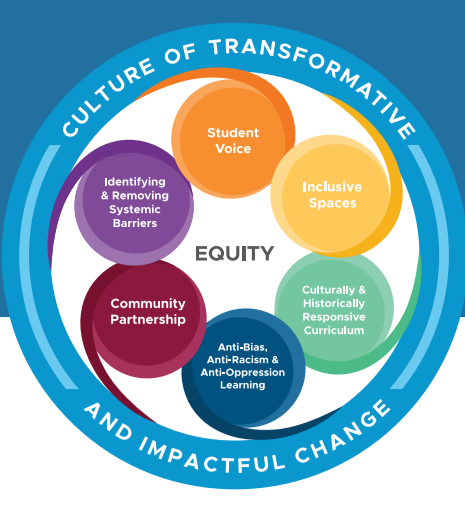 CULTURE OF TRANSFORMATIVE
Student
Voice
Inclusive
Spaces
Culturally &
Historically
Responsive
Curriculum
Anti-Bias,
Anti-Racism &
Anti-Oppression
Learning
Community
Partnership
Identifying
& Removing
Systemic
Barriers
EQUITY
AND IMPACTFUL CHANGE